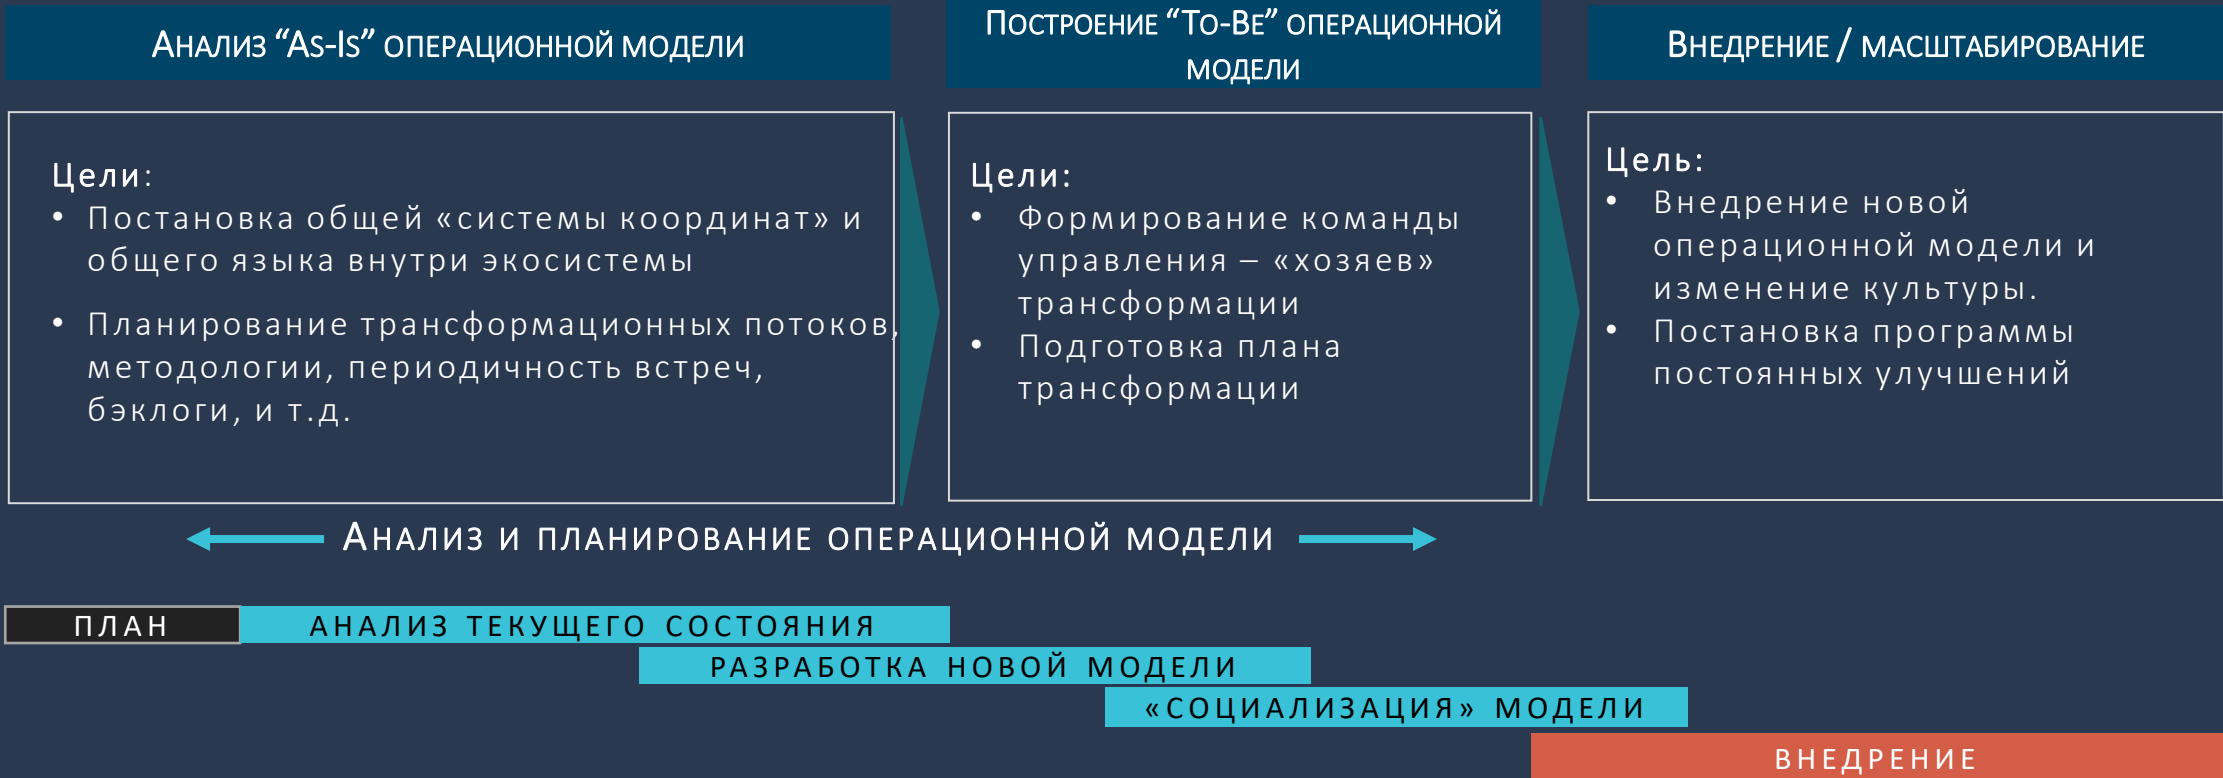 Анализ “As-Is” операционной модели
Построение “To-Be” операционной
модели
Внедрение / масштабирование
Цели:
• Постановка общей «системы координат» и
общего языка внутри экосистемы
• Планирование трансформационных потоков,
методологии, периодичность встреч,
бэклоги, и т.д.
Цели:
• Формирование команды
управления – «хозяев»
трансформации
• Подготовка плана
трансформации
Цель:
• Внедрение новой
операционной модели и
изменение культуры.
• Постановка программы
постоянных улучшений
Анализ и планирование операционной модели
ПЛАН
АНАЛИЗ ТЕКУЩЕГО СОСТОЯНИЯ
РАЗРАБОТКА НОВОЙ МОДЕЛИ
«СОЦИАЛИЗАЦИЯ» МОДЕЛИ
ВНЕДРЕНИЕ